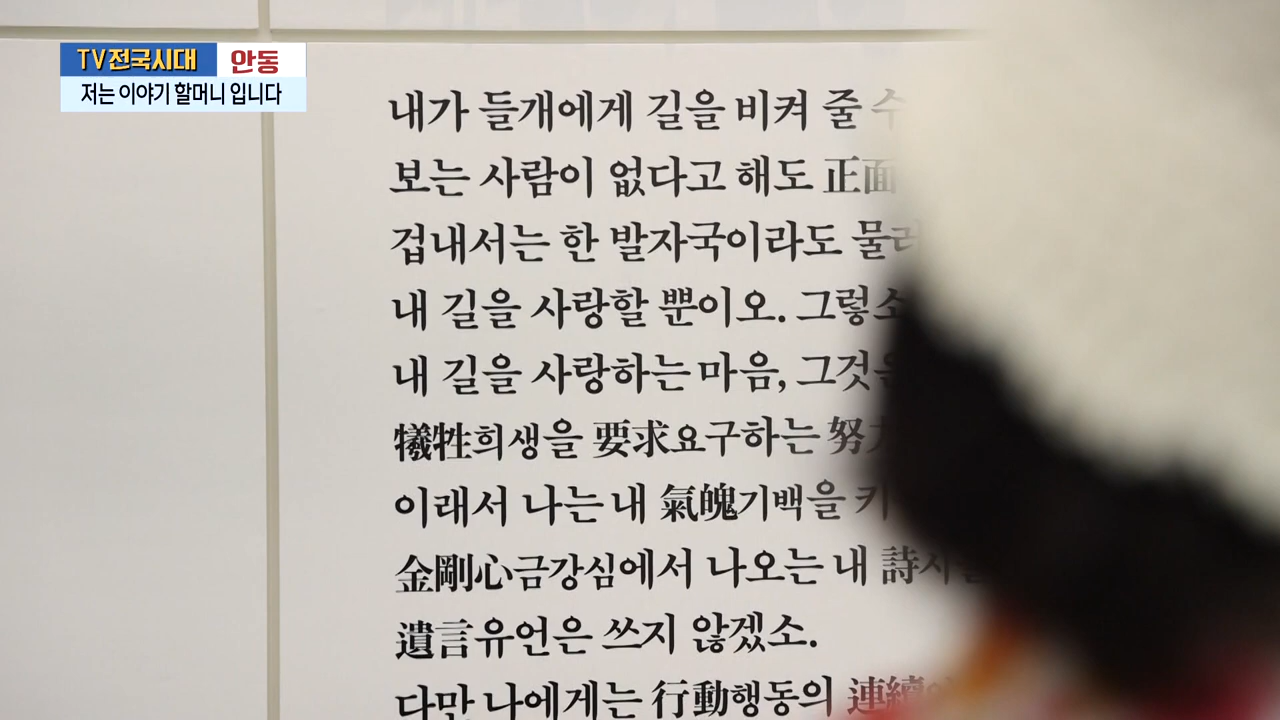 TV전국시대 안동
저는 이야기 할머니 입니다
내가 들개에게 길을 비켜 줄 수
보는 사람이 없다고 해도 正面
겁내서는 한 발자국이라도
내 길을 사랑할 뿐이오. 그렇소
내 길을 사랑하는 마음, 그것은
犧牲희생을 要求요구하는 努力
이래서 나는 내 氣魄기백을 키
金剛心금강심에서 나오는 내 詩시를
遺言유언은 쓰지 않겠소.
다만 나에게는 行動행동의 連續